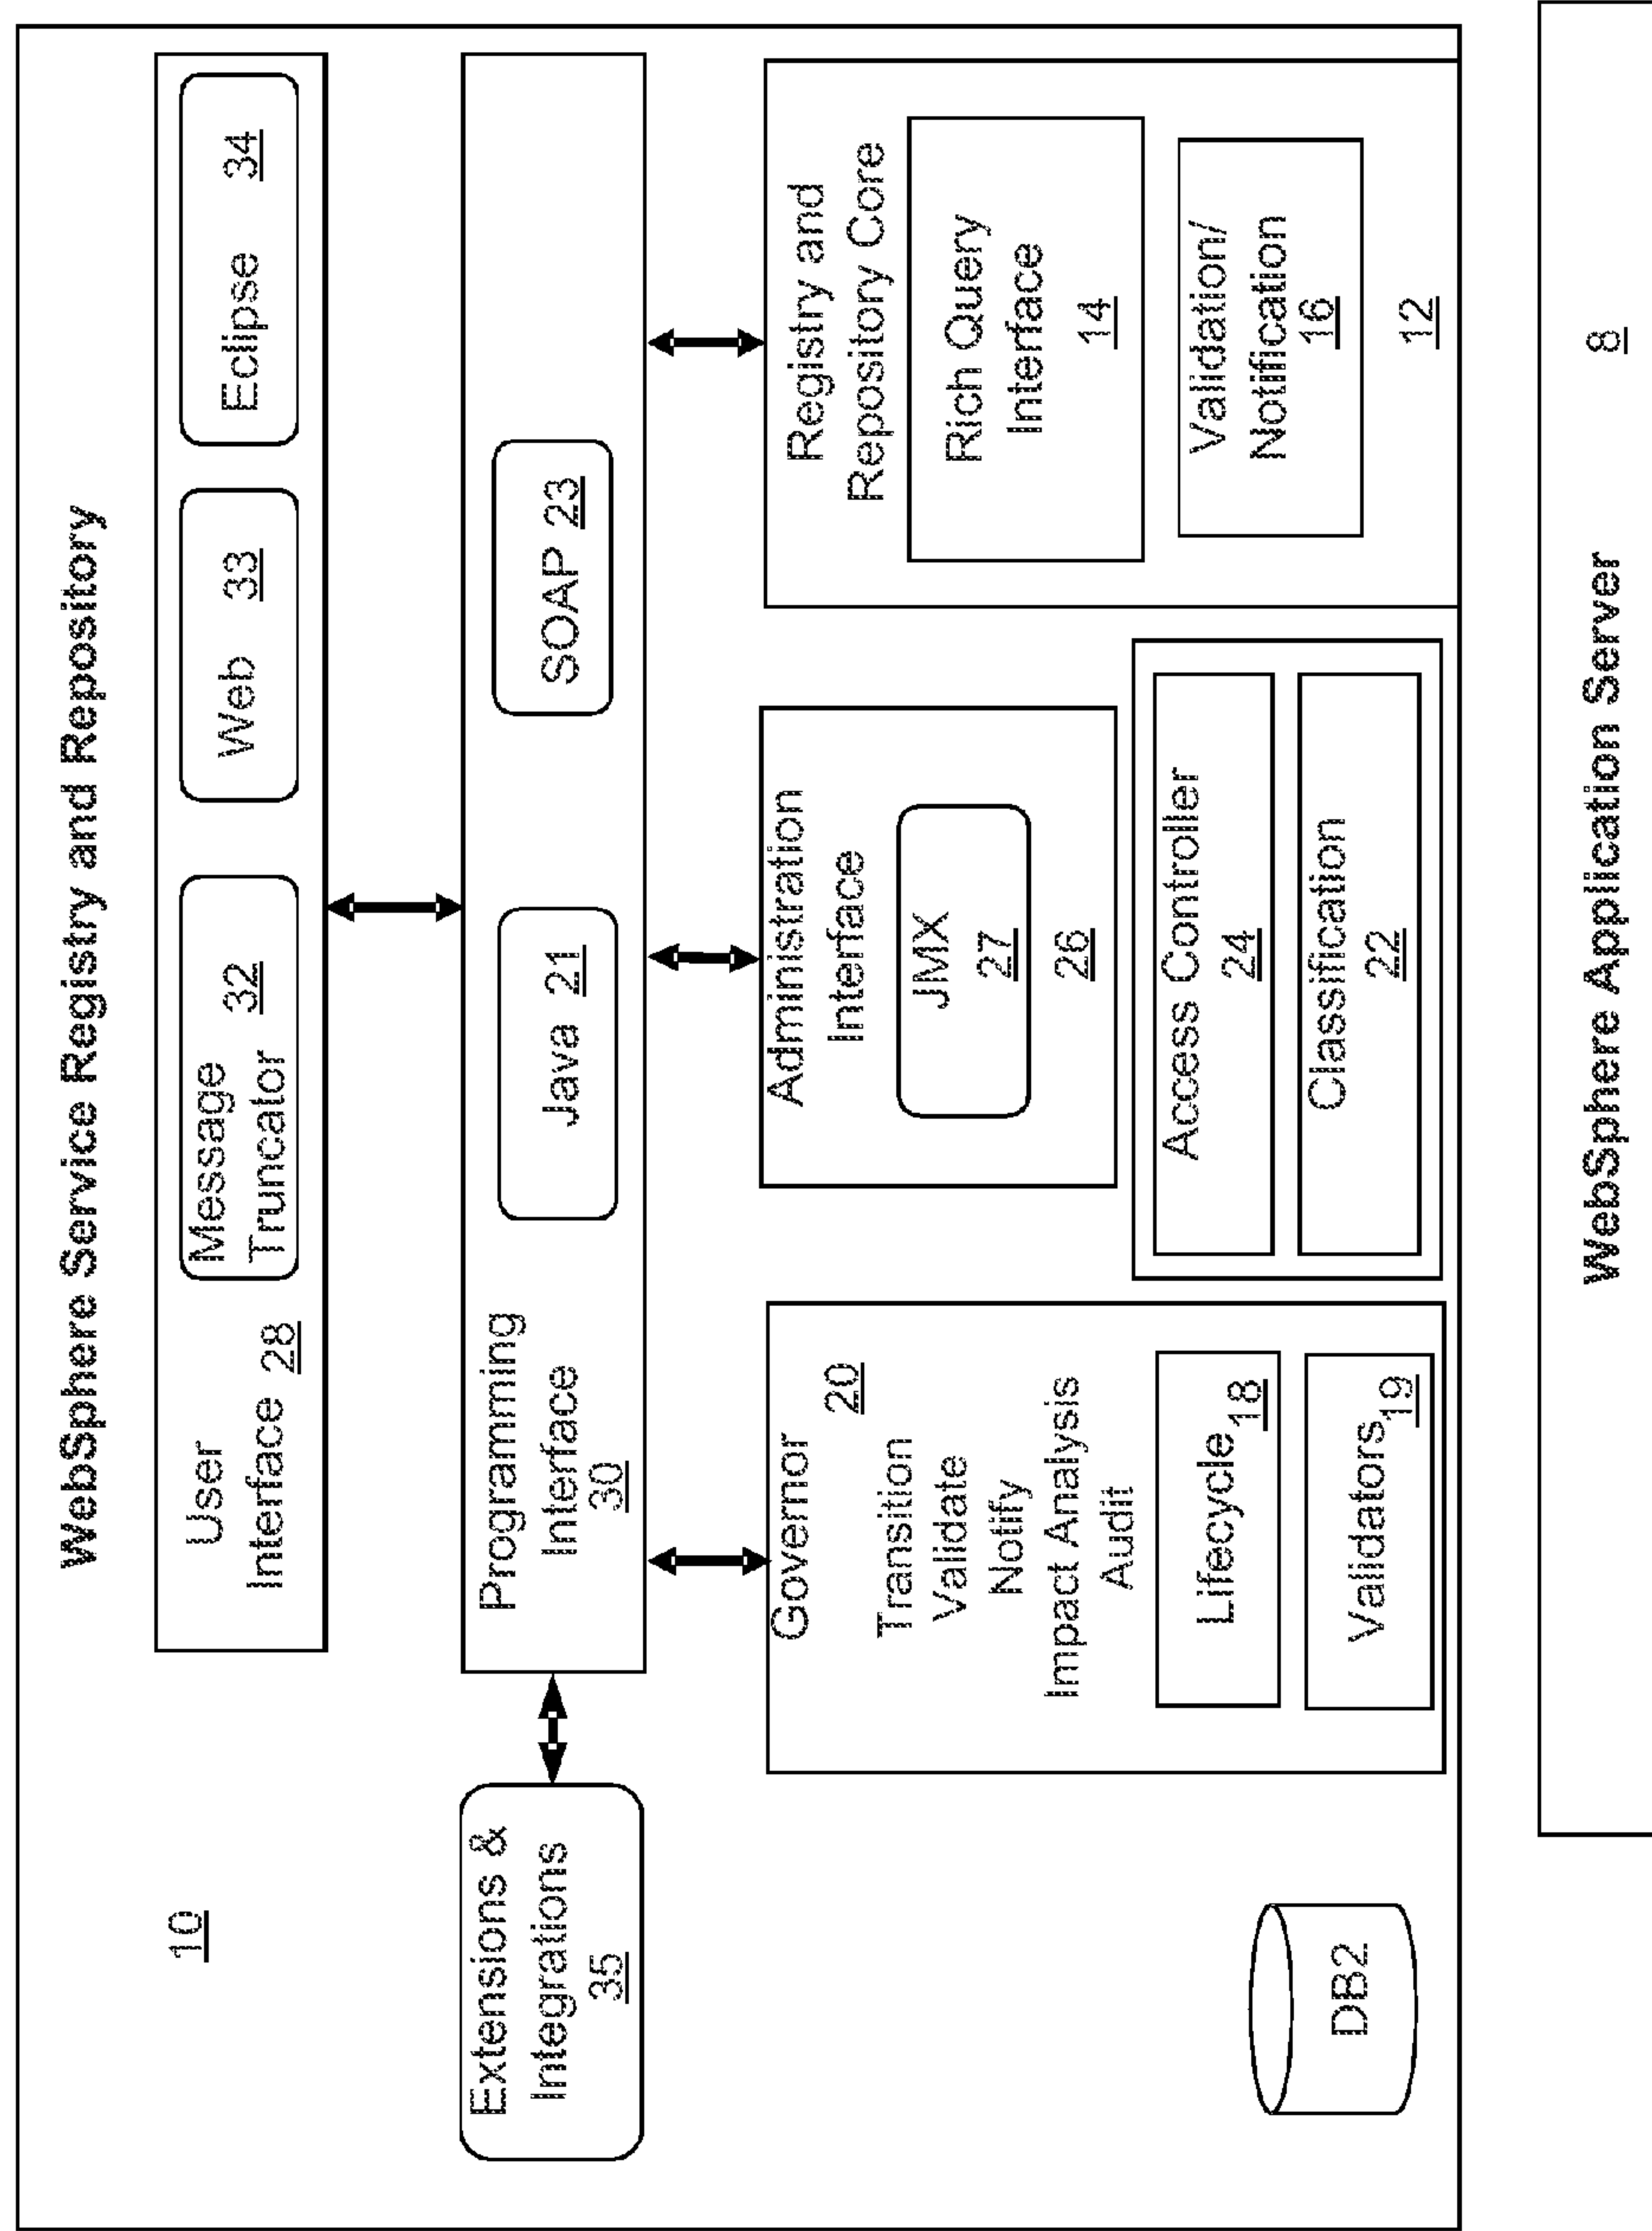 WebSphere Service Registry and Repository
10
User
Interface 28
Message 32
Truncator
Web 33
Eclipse 34
Extensions &
Integrations
35
Programming
Interface
30
Java 21
SOAP 23
Governor 20
Transition
Validate
Notify
Impact Analysis
Audit
Lifecycle 18
Validators 19
Administration
Interface
JMX
27
26
Access Controller
24
Classification
22
Registry and
Repository Core
Rich Query
Interface
14
Validation/
Notification
16
12
DB2
WebSphere Application Server 8